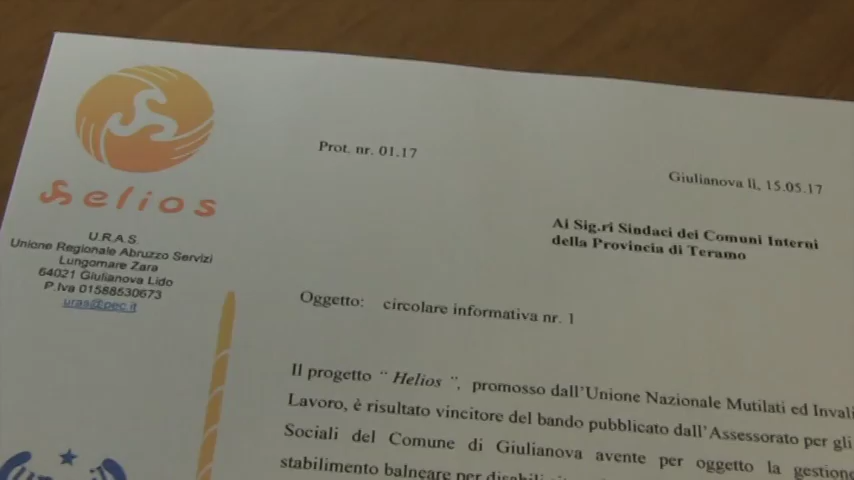 helios
U.R.A.S.
Unione Regionale Abruzzo Servizi
Lungomare Zara
64021 Giulianova Lido
P.Iva 01588530673
uras@pec.it
Prot. nr. 01.17
Giulianova lì, 15.05.17
Ai Sig.ri Sindaci dei Comuni Interni
della Provincia di Teramo
Oggetto: circolare informativa nr. 1
Il progetto " Helios ", promosso dall'Unione Nazionale Mutilati ed Invali
Lavoro, è risultato vincitore del bando pubblicato dall'Assessorato per gli
Sociali del Comune di Giulianova avente per oggetto la gestione
stabilimento balneare per disabili